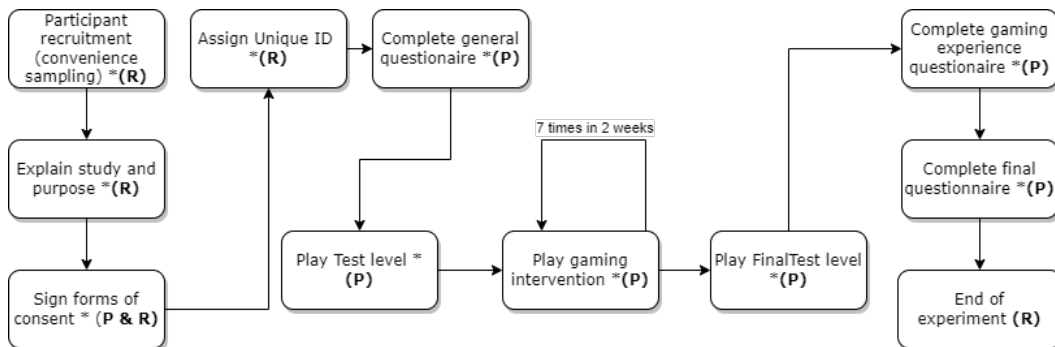 Participant
recruitment
(convenience
sampling) *(R)
Explain study and
purpose *(R)
Sign forms of
consent * (P & R)
Assign Unique ID
*(R)
Complete general
questionaire *(P)
Play Test level *
(P)
7 times in 2 weeks
Play gaming
intervention *(P)
Play FinalTest level
*(P)
Complete gaming
experience
questionaire *(P)
Complete final
questionnaire *(P)
End of
experiment (R)